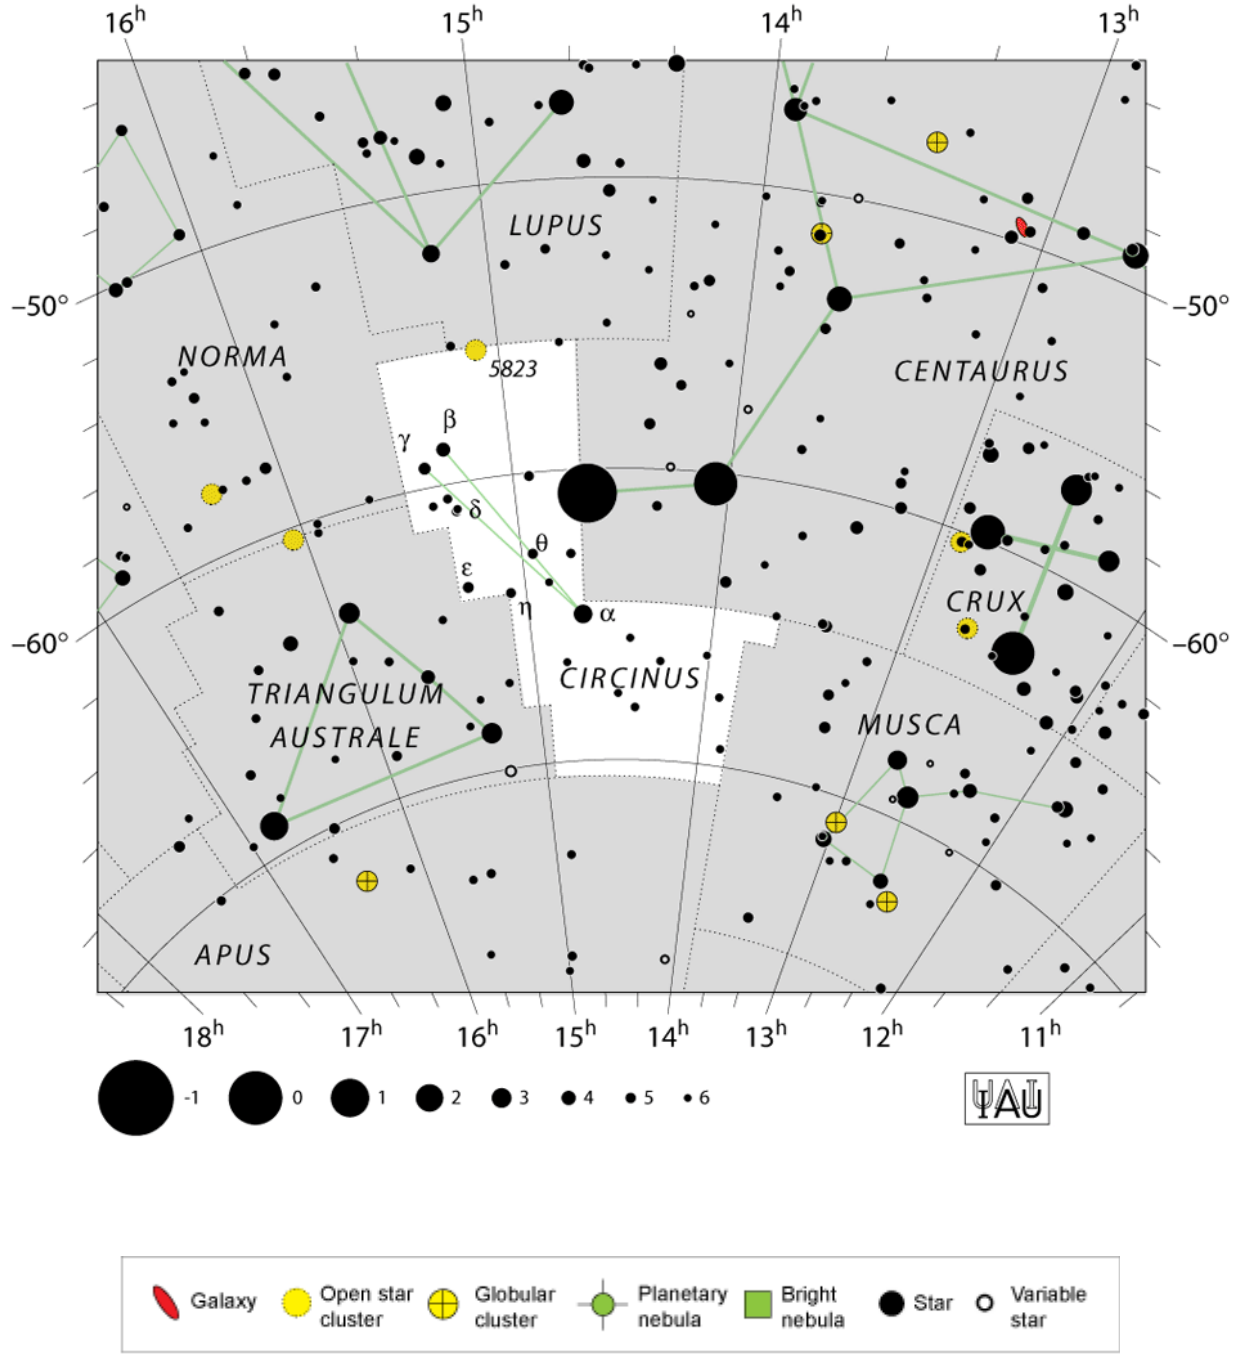 16h 15h 14h 13h
LUPUS
−50° −50°
NORMA
5823
CENTAURUS
β
γ
δ
θ
ε
η
α
CRUX
−60° −60°
CIRCINUS
TRIANGULUM
AUSTRALE
MUSCA
APUS
18h 17h 16h 15h 14h 13h 12h 11h
-1 0 1 2 3 4 5 6
IAU UAI
Galaxy
Open star
cluster
Globular
cluster
Planetary
nebula
Bright
nebula
Star
Variable
star